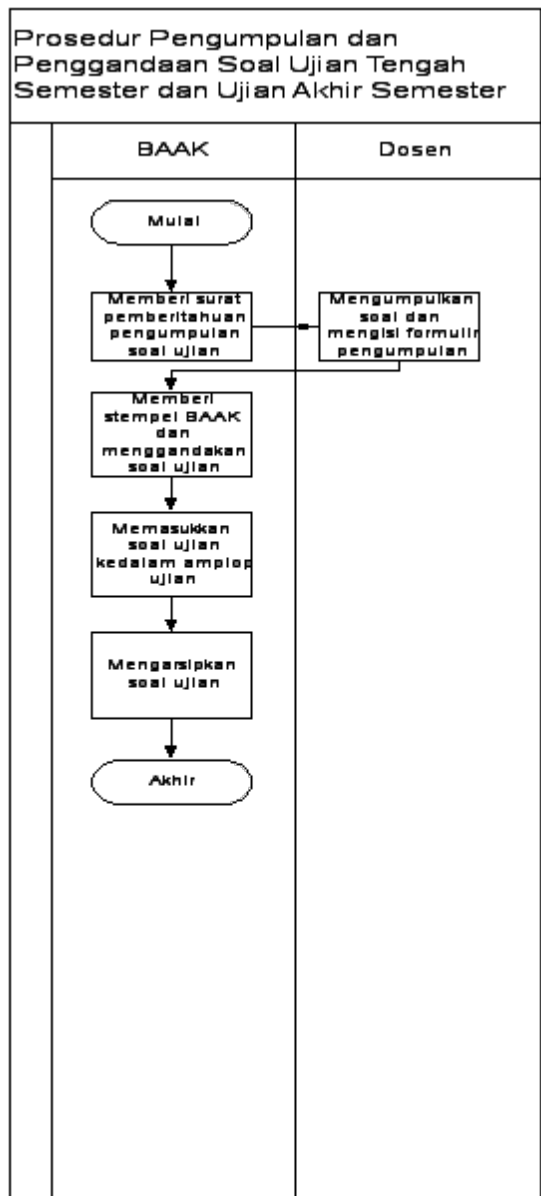 Prosedur Pengumpulan dan
Penggandaan Soal Ujian Tengah
Semester dan Ujian Akhir Semester
BAAK
Dosen
Mulai
Memberi surat
pemberitahuan
pengumpulan
soal ujian
Mengumpulkan
soal dan
mengisi formulir
pengumpulan
Memberi
stempel BAAK
dan
menggandakan
soal ujian
Memasukkan
soal ujian
kedalam amplop
ujian
Mengarsipkan
soal ujian
Akhir